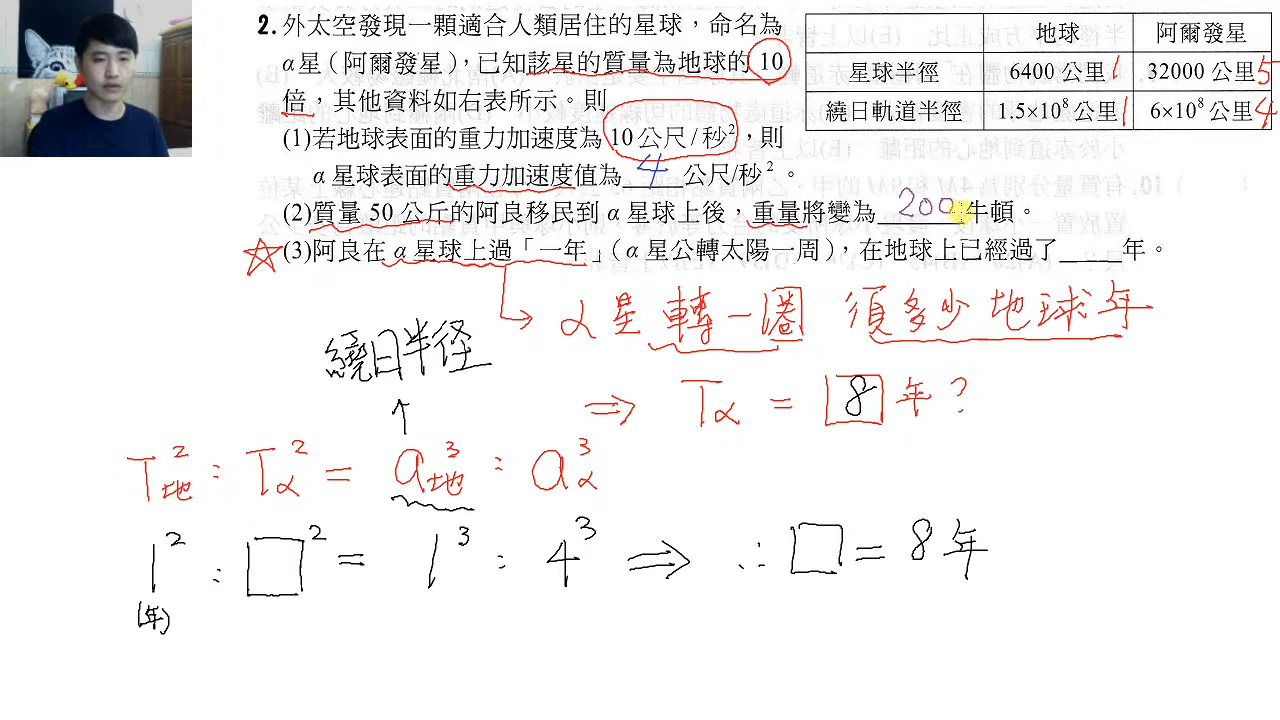 2. 外太空發現一顆適合人類居住的星球，命名為
α星（阿爾發星），已知該星的質量為地球的 10
倍，其他資料如右表所示。則
(1)若地球表面的重力加速度為 10 公尺/秒²，則
α星球表面的重力加速度值為 4 公尺/秒²。
(2)質量 50 公斤的阿良移民到 α星球上後，重量將變為 200 牛頓。
(3)阿良在 α星球上過「一年」（α星公轉太陽一周），在地球上已經過了____年。
地球 阿爾發星
星球半徑 6400 公里 1 32000 公里 5
繞日軌道半徑 1.5×10⁸ 公里 1 6×10⁸ 公里 4
α星 轉一圈 須多少地球年
繞日半径
⇒ Tα = 8 年？
T地² : Tα² = a地³ : aα³
1² : □² = 1³ : 4³ ⇒ ∴ □ = 8 年
(年)